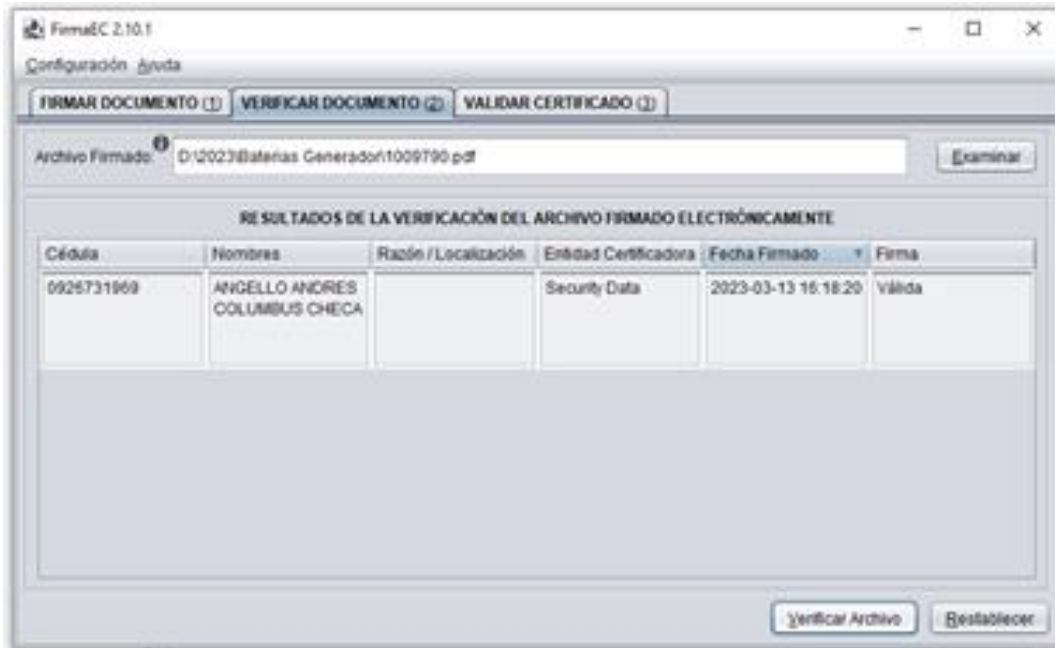 FirmaEC 2.10.1
Configuración Ayuda
FIRMAR DOCUMENTO (1) VERIFICAR DOCUMENTO (2) VALIDAR CERTIFICADO (3)
Archivo Firmado: D:\2023\Baterias Generador\1009790.pdf Examinar
RESULTADOS DE LA VERIFICACIÓN DEL ARCHIVO FIRMADO ELECTRÓNICAMENTE
Cédula Nombres Razón / Localización Entidad Certificadora Fecha Firmado Firma
0926731969 ANGELLO ANDRES Security Data 2023-03-13 16:18:20 Válida
COLUMBUS CHECA
Verificar Archivo Restablecer